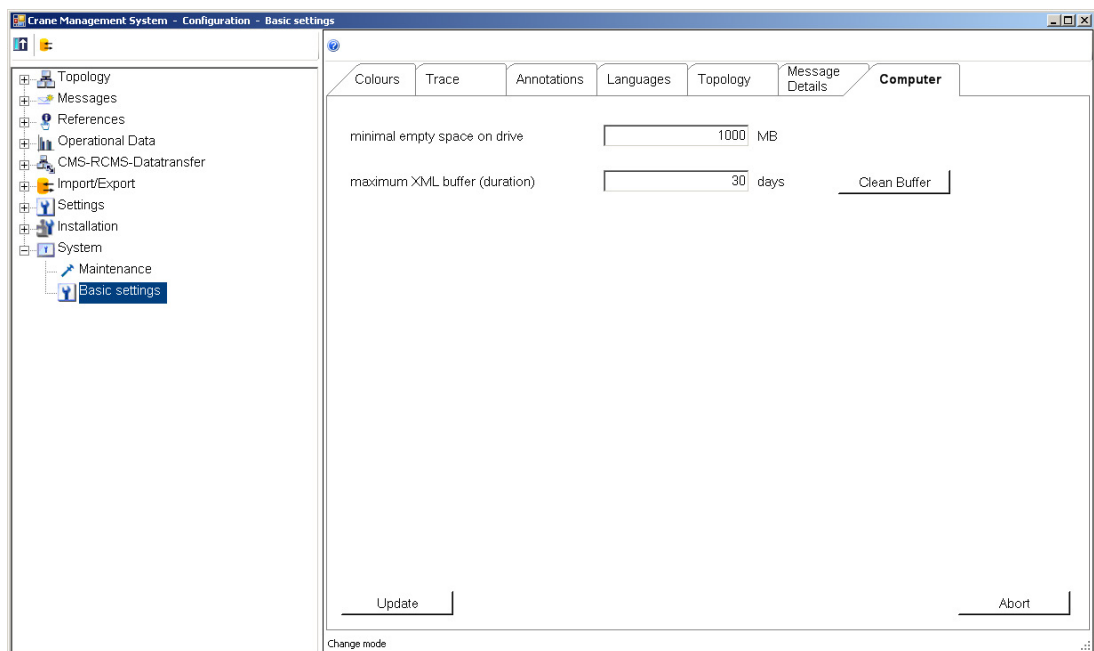 Crane Management System - Configuration - Basic settings
Topology
Messages
References
Operational Data
CMS-RCMS-Datatransfer
Import/Export
Settings
Installation
System
Maintenance
Basic settings
Colours Trace Annotations Languages Topology Message Details Computer
minimal empty space on drive 1000 MB
maximum XML buffer (duration) 30 days Clean Buffer
Update Abort
Change mode